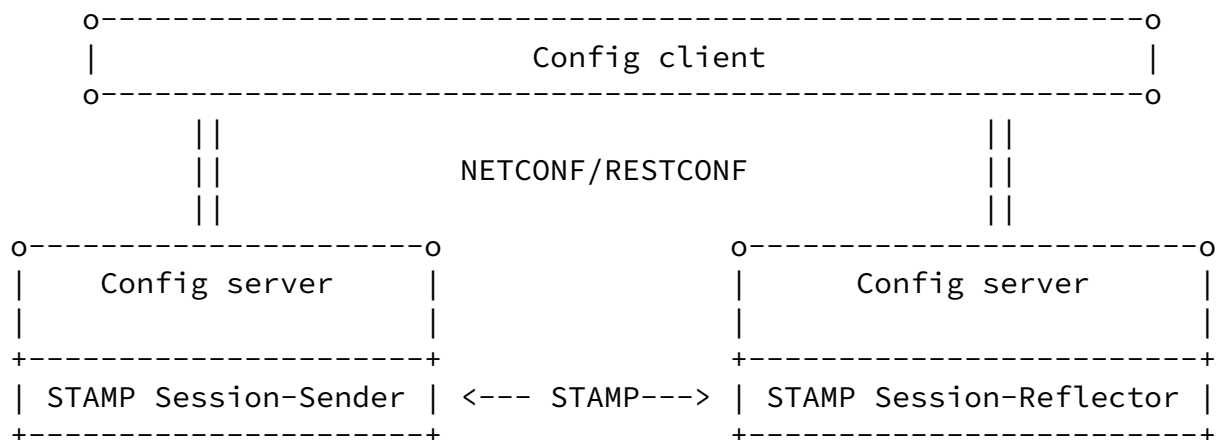 Config client
NETCONF/RESTCONF
Config server Config server
STAMP Session-Sender <--- STAMP---> STAMP Session-Reflector